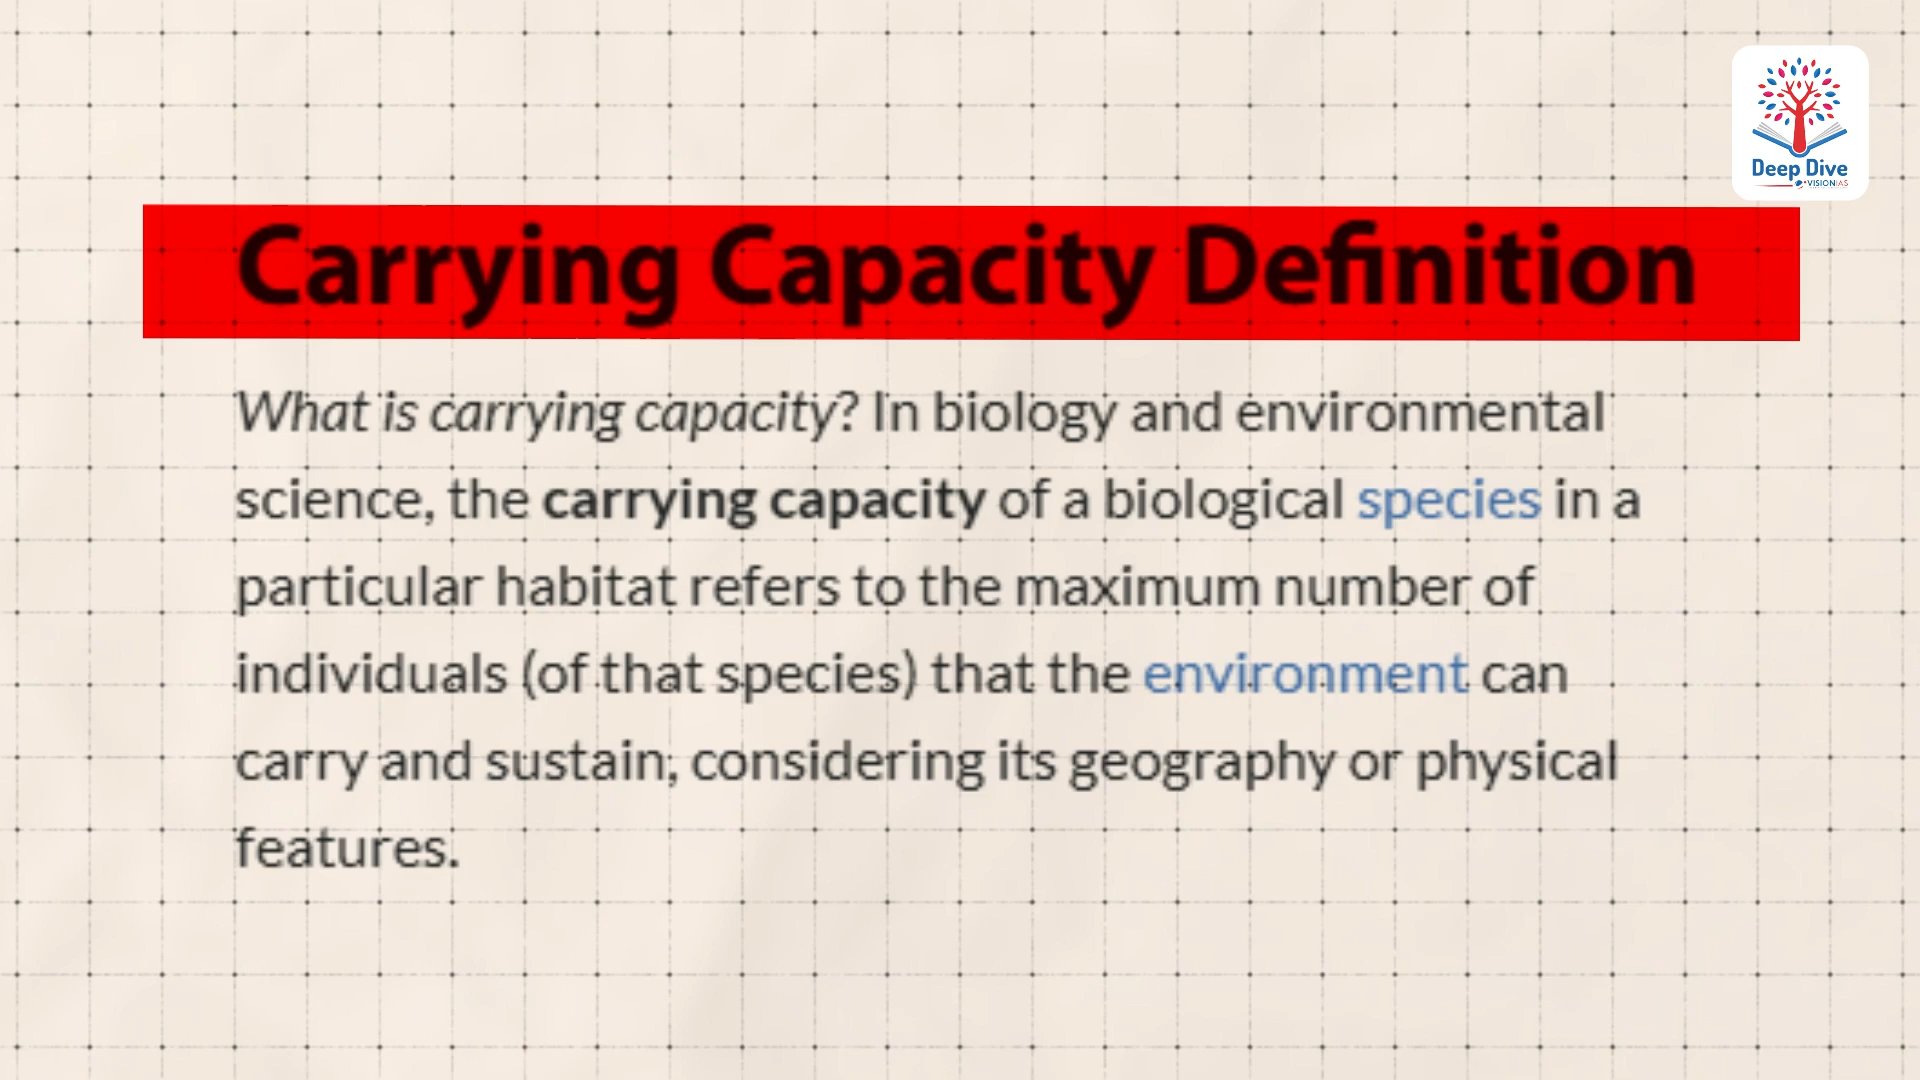 Deep Dive
VISIONIAS
Carrying Capacity Definition
What is carrying capacity? In biology and environmental
science, the carrying capacity of a biological species in a
particular habitat refers to the maximum number of
individuals (of that species) that the environment can
carry and sustain, considering its geography or physical
features.